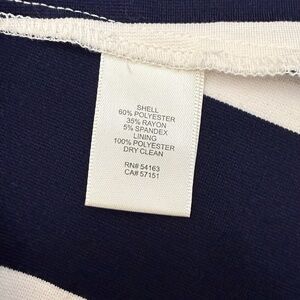 SHELL
60% POLYESTER
35% RAYON
5% SPANDEX
LINING
100% POLYESTER
DRY CLEAN
RN# 54163
CA# 57151